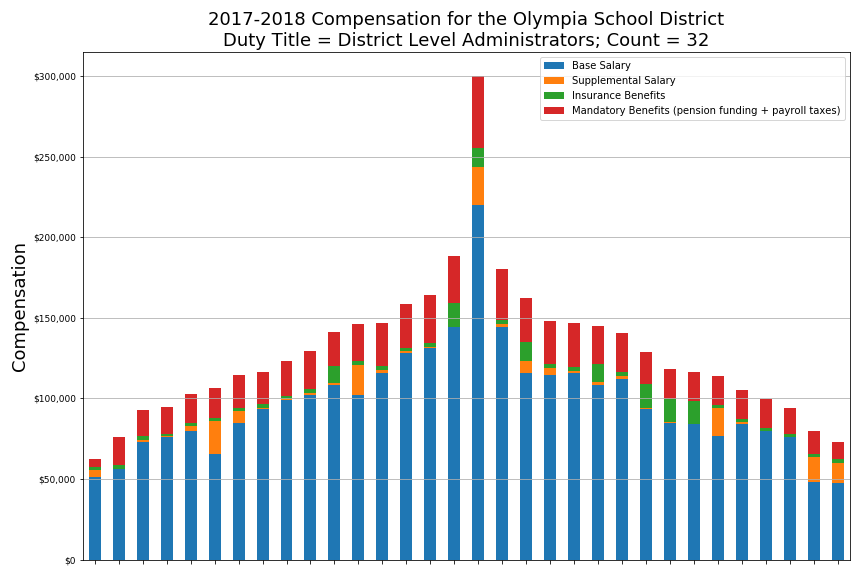 2017-2018 Compensation for the Olympia School District
Duty Title = District Level Administrators; Count = 32
Base Salary
Supplemental Salary
Insurance Benefits
Mandatory Benefits (pension funding + payroll taxes)
Compensation
$300,000
$250,000
$200,000
$150,000
$100,000
$50,000
$0